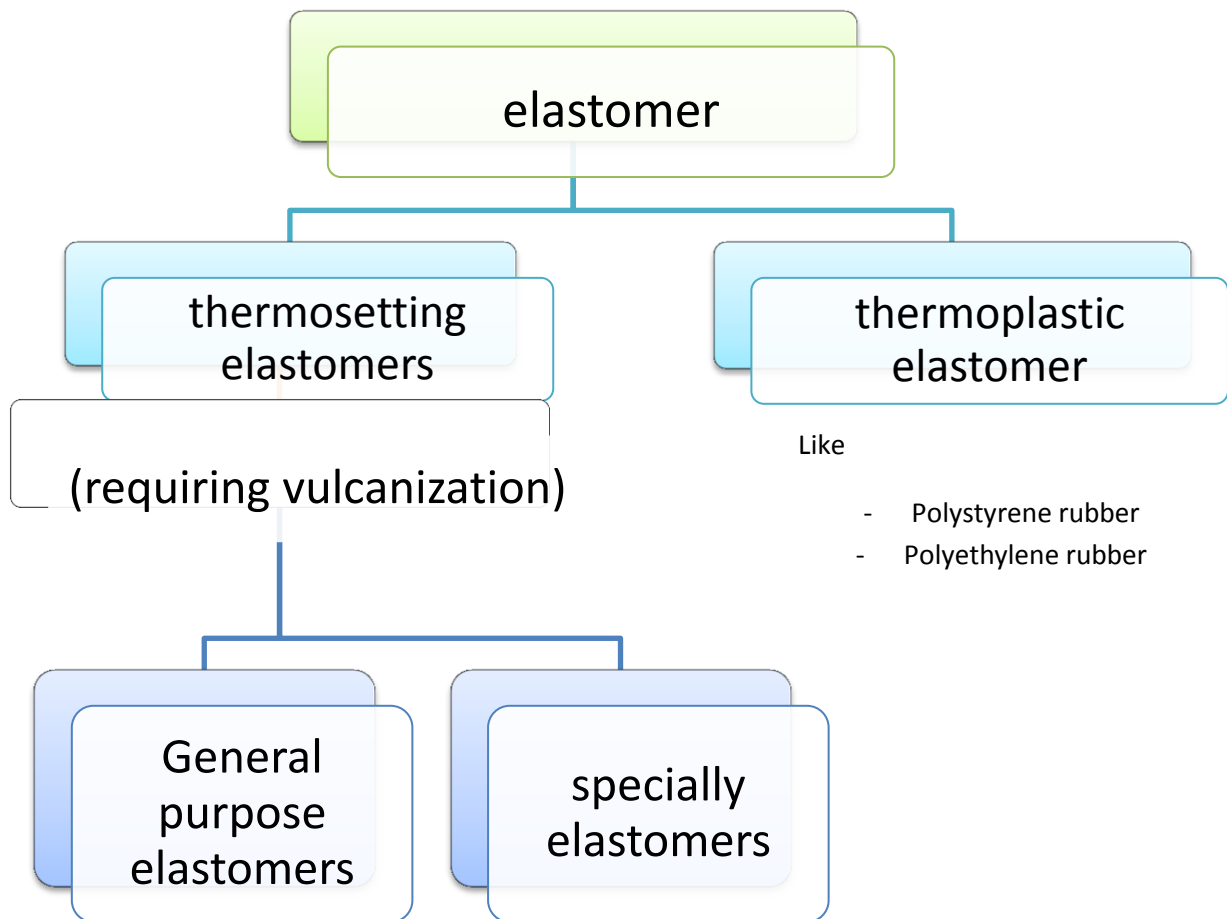 elastomer
thermosetting
elastomers
(requiring vulcanization)
thermoplastic
elastomer
Like
- Polystyrene rubber
- Polyethylene rubber
General
purpose
elastomers
specially
elastomers